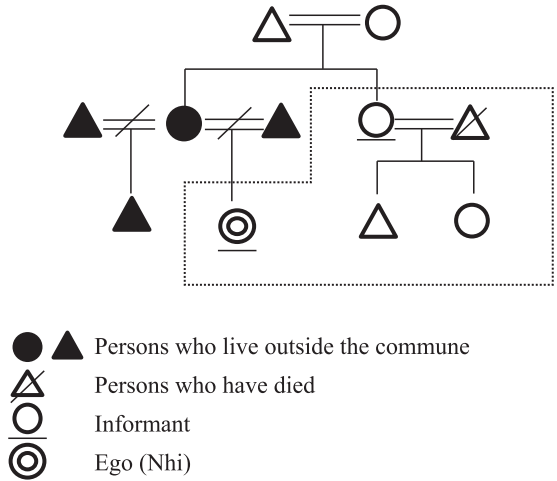 Persons who live outside the commune
Persons who have died
Informant
Ego (Nhi)